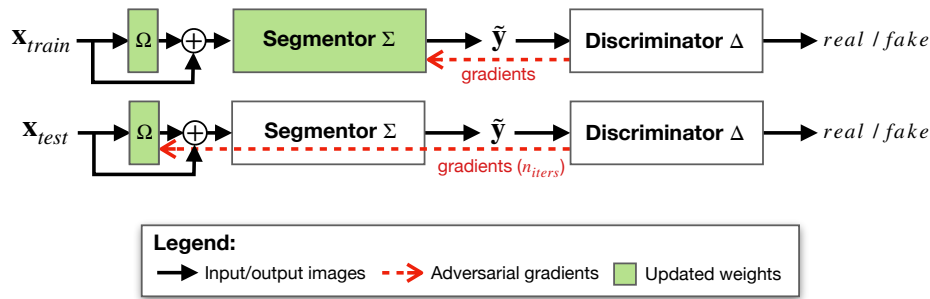 x_train Ω + Segmentor Σ ỹ Discriminator Δ real / fake
gradients
x_test Ω + Segmentor Σ ỹ Discriminator Δ real / fake
gradients (n_iters)
Legend:
Input/output images Adversarial gradients Updated weights